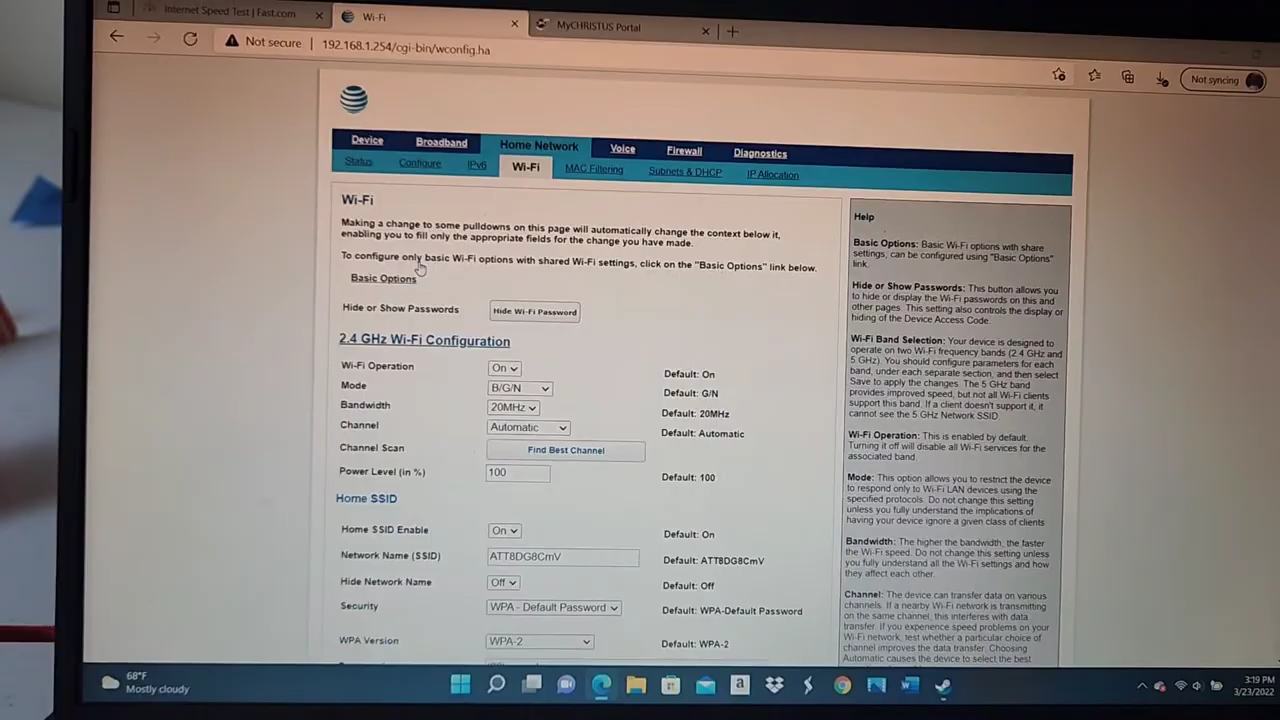 Internet Speed Test | Fast.com
Wi-Fi
MyCHRISTUS Portal
Not secure
192.168.1.254/cgi-bin/wconfig.ha
Not syncing
Device Broadband Home Network Voice Firewall Diagnostics
Status Configure IPv6 Wi-Fi MAC Filtering Subnets & DHCP IP Allocation
Wi-Fi
Making a change to some pulldowns on this page will automatically change the context below it,
enabling you to fill only the appropriate fields for the change you have made.
To configure only basic Wi-Fi options with shared Wi-Fi settings, click on the "Basic Options" link below.
Basic Options
Hide or Show Passwords Hide Wi-Fi Password
2.4 GHz Wi-Fi Configuration
Wi-Fi Operation On Default: On
Mode B/G/N Default: G/N
Bandwidth 20MHz Default: 20MHz
Channel Automatic Default: Automatic
Channel Scan Find Best Channel
Power Level (in %) 100 Default: 100
Home SSID
Home SSID Enable On Default: On
Network Name (SSID) ATT8DG8CmV Default: ATT8DG8CmV
Hide Network Name Off Default: Off
Security WPA - Default Password Default: WPA-Default Password
WPA Version WPA-2 Default: WPA-2
Help
Basic Options: Basic Wi-Fi options with share
settings, can be configured using "Basic Options"
link.
Hide or Show Passwords: This button allows you
to hide or display the Wi-Fi passwords on this and
other pages. This setting also controls the display or
hiding of the Device Access Code.
Wi-Fi Band Selection: Your device is designed to
operate on two Wi-Fi frequency bands (2.4 GHz and
5 GHz). You should configure parameters for each
band, under each separate section, and then select
Save to apply the changes. The 5 GHz band
provides improved speed, but not all Wi-Fi clients
support this band. If a client doesn't support it, it
cannot see the 5 GHz Network SSID.
Wi-Fi Operation: This is enabled by default.
Turning it off will disable all Wi-Fi services for the
associated band.
Mode: This option allows you to restrict the device
to respond only to Wi-Fi LAN devices using the
specified protocols. Do not change this setting
unless you fully understand the implications of
having your device ignore a given class of clients
Bandwidth: The higher the bandwidth, the faster
the Wi-Fi speed. Do not change this setting unless
you fully understand all the Wi-Fi settings and how
they affect each other.
Channel: The device can transfer data on various
channels. If a nearby Wi-Fi network is transmitting
on the same channel, this interferes with data
transfer. If you experience speed problems on your
Wi-Fi network, test whether a particular choice of
channel improves the data transfer. Choosing
Automatic causes the device to select the best
68°F
Mostly cloudy
3:19 PM
3/23/2022